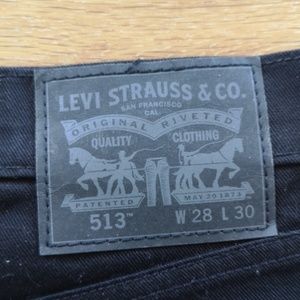 LEVI STRAUSS & CO.
SAN FRANCISCO
CAL.
ORIGINAL RIVETED
QUALITY CLOTHING
PATENTED MAY 20 1873
513™ W 28 L 30